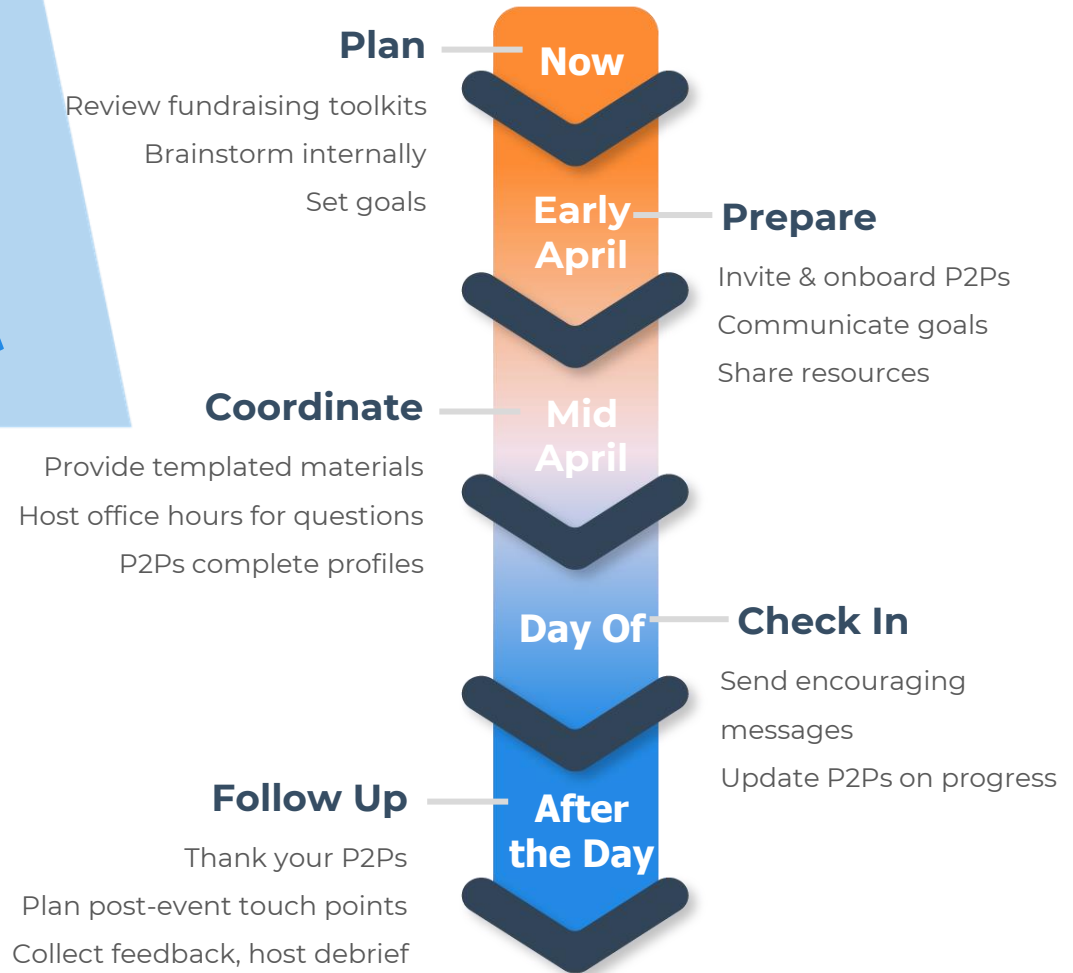 Plan
Now
Review fundraising toolkits
Brainstorm internally
Set goals
Early
April
Prepare
Invite & onboard P2Ps
Communicate goals
Share resources
Coordinate
Mid
April
Provide templated materials
Host office hours for questions
P2Ps complete profiles
Day Of
Check In
Send encouraging
messages
Update P2Ps on progress
Follow Up
After
the Day
Thank your P2Ps
Plan post-event touch points
Collect feedback, host debrief